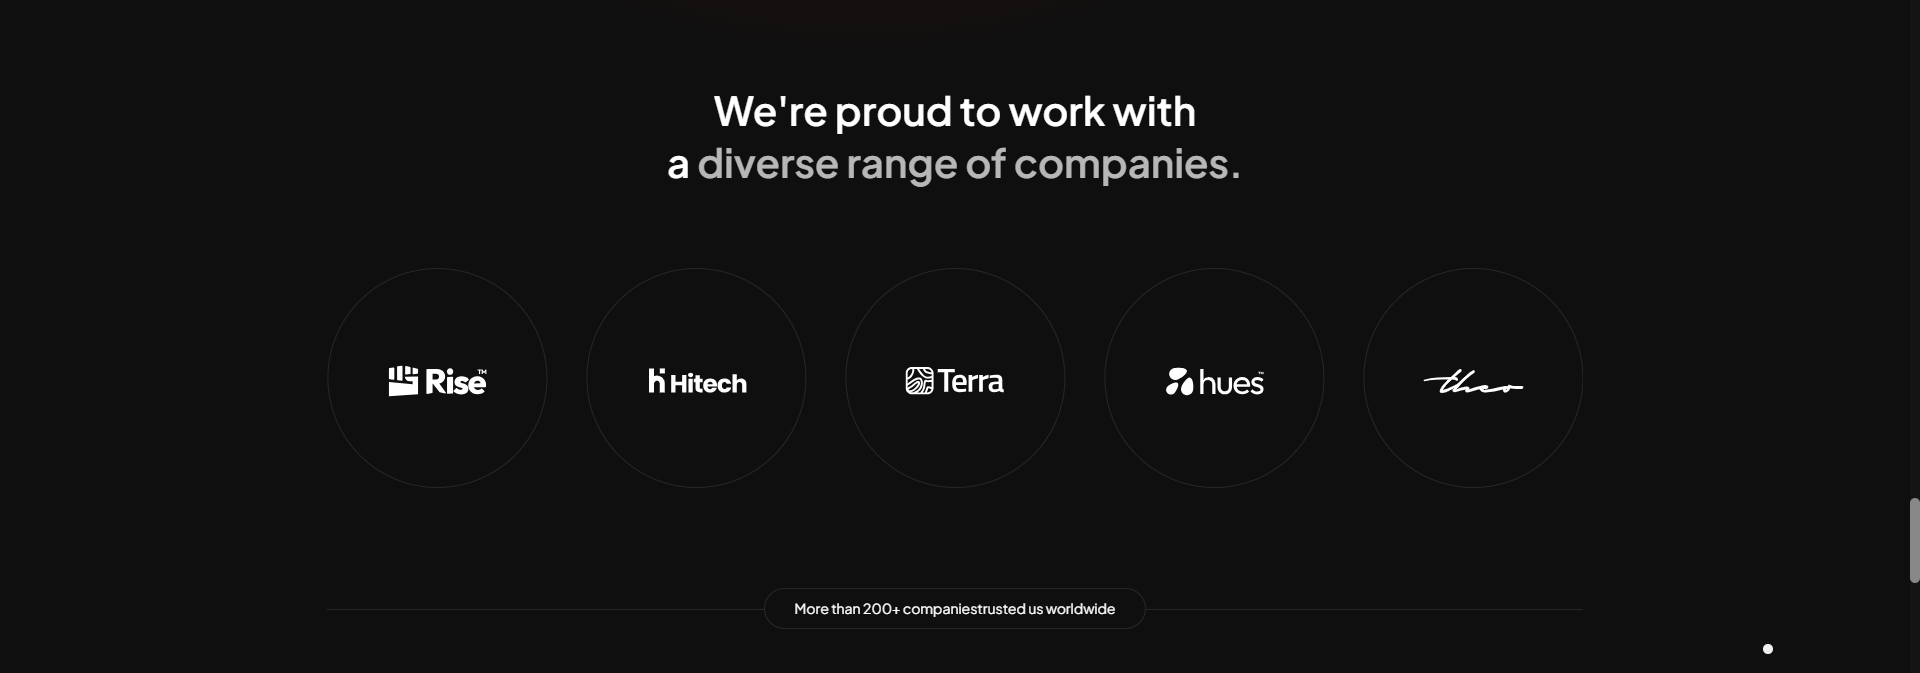 We're proud to work with
a diverse range of companies.
Rise™
Hitech
Terra
hues™
theo
More than 200+ companiestrusted us worldwide